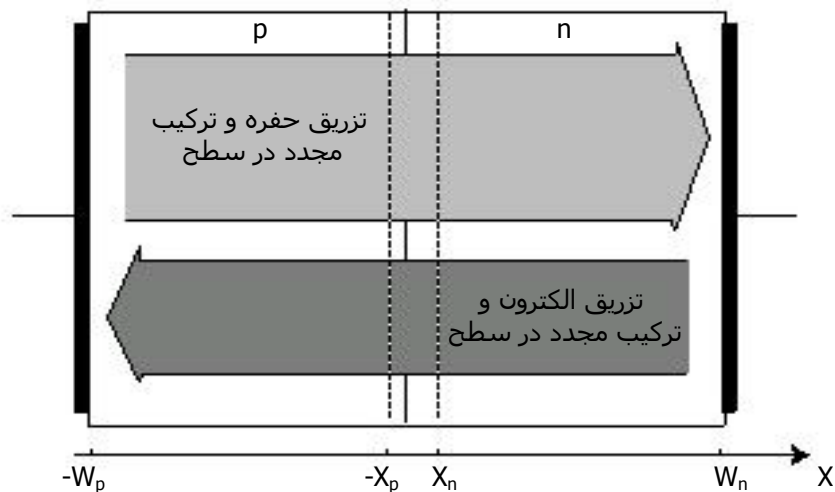 p n
تزریق حفره و ترکیب
مجدد در سطح
تزریق الکترون و
ترکیب مجدد در سطح
-Wp -Xp Xn Wn X